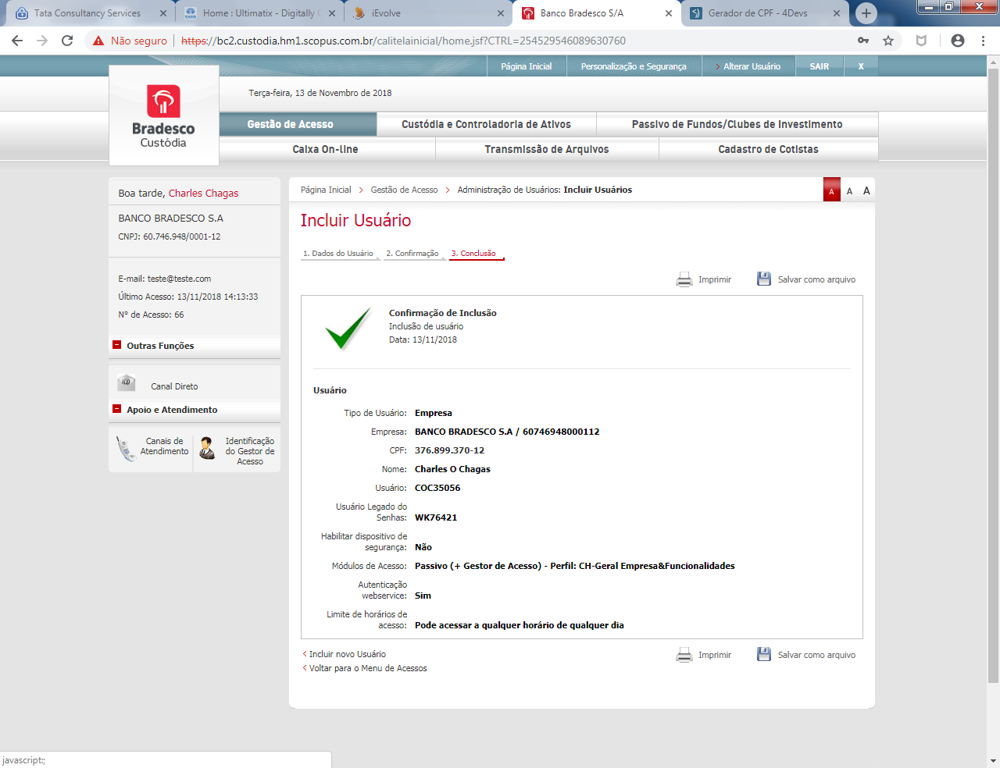 Tata Consultancy Services
Home : Ultimatix - Digitally C
iEvolve
Banco Bradesco S/A
Gerador de CPF - 4Devs
Não seguro
https://bc2.custodia.hm1.scopus.com.br/calitelainicial/home.jsf?CTRL=254529546089630760
Página Inicial
Personalização e Segurança
Alterar Usuário
SAIR
X
Terça-feira, 13 de Novembro de 2018
Bradesco
Custódia
Gestão de Acesso
Custódia e Controladoria de Ativos
Passivo de Fundos/Clubes de Investimento
Caixa On-line
Transmissão de Arquivos
Cadastro de Cotistas
Boa tarde, Charles Chagas
BANCO BRADESCO S.A
CNPJ: 60.746.948/0001-12
E-mail: teste@teste.com
Último Acesso: 13/11/2018 14:13:33
N° de Acesso: 66
Outras Funções
Canal Direto
Apoio e Atendimento
Canais de
Atendimento
Identificação
do Gestor de
Acesso
Página Inicial > Gestão de Acesso > Administração de Usuários: Incluir Usuários
A A A
Incluir Usuário
1. Dados do Usuário
2. Confirmação
3. Conclusão
Imprimir
Salvar como arquivo
Confirmação de Inclusão
Inclusão de usuário
Data: 13/11/2018
Usuário
Tipo de Usuário: Empresa
Empresa: BANCO BRADESCO S.A / 60746948000112
CPF: 376.899.370-12
Nome: Charles O Chagas
Usuário: COC35056
Usuário Legado do
Senhas: WK76421
Habilitar dispositivo de
segurança: Não
Módulos de Acesso: Passivo (+ Gestor de Acesso) - Perfil: CH-Geral Empresa&Funcionalidades
Autenticação
webservice: Sim
Limite de horários de
acesso: Pode acessar a qualquer horário de qualquer dia
< Incluir novo Usuário
< Voltar para o Menu de Acessos
Imprimir
Salvar como arquivo
javascript:;